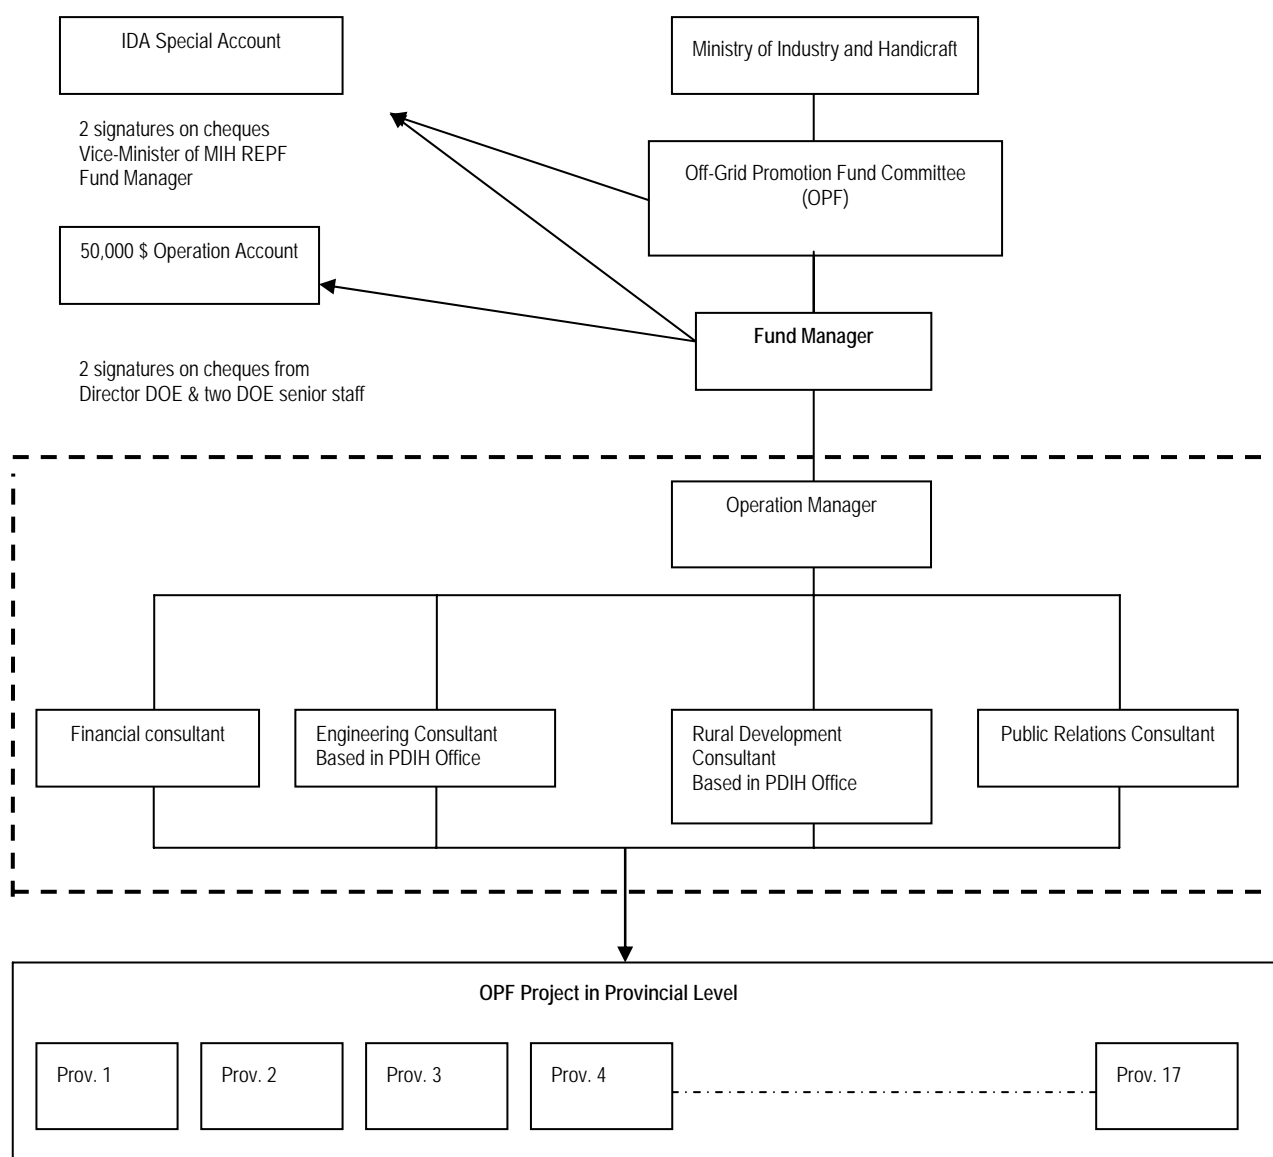 IDA Special Account
Ministry of Industry and Handicraft
2 signatures on cheques
Vice-Minister of MIH REPF
Fund Manager
Off-Grid Promotion Fund Committee
(OPF)
50,000 $ Operation Account
Fund Manager
2 signatures on cheques from
Director DOE & two DOE senior staff
Operation Manager
Financial consultant
Engineering Consultant
Based in PDIH Office
Rural Development
Consultant
Based in PDIH Office
Public Relations Consultant
OPF Project in Provincial Level
Prov. 1
Prov. 2
Prov. 3
Prov. 4
Prov. 17